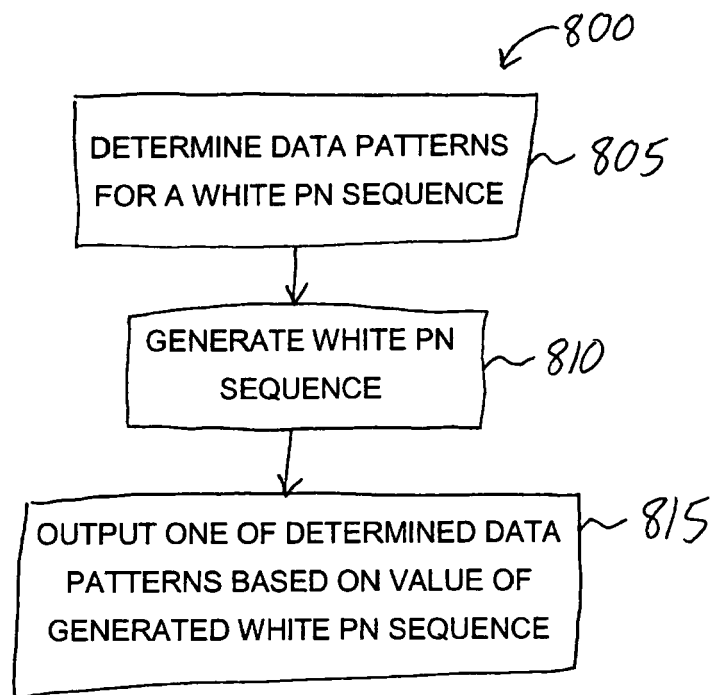 800
DETERMINE DATA PATTERNS
FOR A WHITE PN SEQUENCE
805
GENERATE WHITE PN
SEQUENCE
810
OUTPUT ONE OF DETERMINED DATA
PATTERNS BASED ON VALUE OF
GENERATED WHITE PN SEQUENCE
815